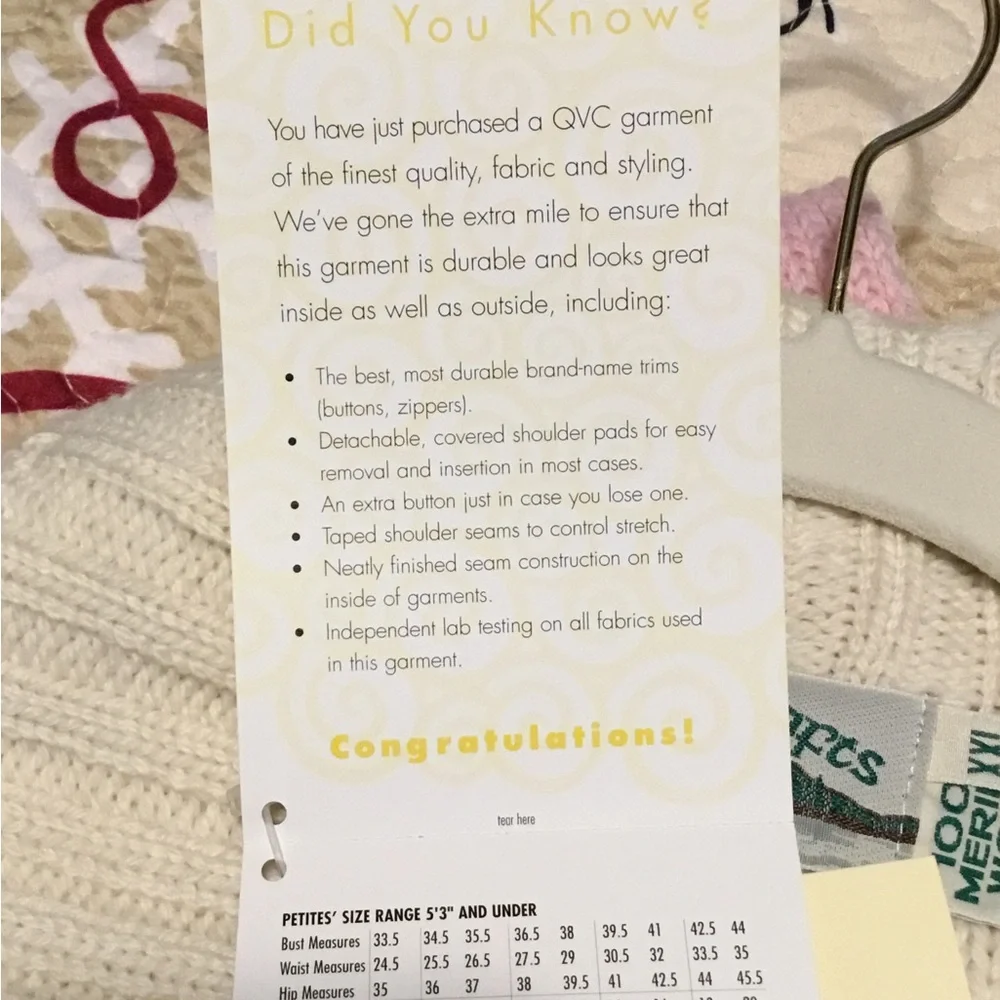 Did You Know?
You have just purchased a QVC garment
of the finest quality, fabric and styling.
We've gone the extra mile to ensure that
this garment is durable and looks great
inside as well as outside, including:
• The best, most durable brand-name trims
(buttons, zippers).
• Detachable, covered shoulder pads for easy
removal and insertion in most cases.
• An extra button just in case you lose one.
• Taped shoulder seams to control stretch.
• Neatly finished seam construction on the
inside of garments.
• Independent lab testing on all fabrics used
in this garment.
Congratulations!
tear here
PETITES' SIZE RANGE 5'3" AND UNDER
Bust Measures 33.5 34.5 35.5 36.5 38 39.5 41 42.5 44
Waist Measures 24.5 25.5 26.5 27.5 29 30.5 32 33.5 35
Hip Measures 35 36 37 38 39.5 41 42.5 44 45.5
XXL